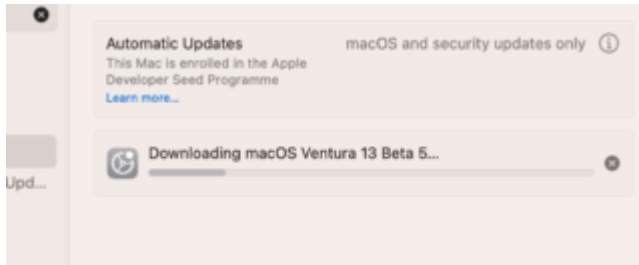 Automatic Updates
macOS and security updates only
This Mac is enrolled in the Apple
Developer Seed Programme
Learn more...
Downloading macOS Ventura 13 Beta 5...
Upd...